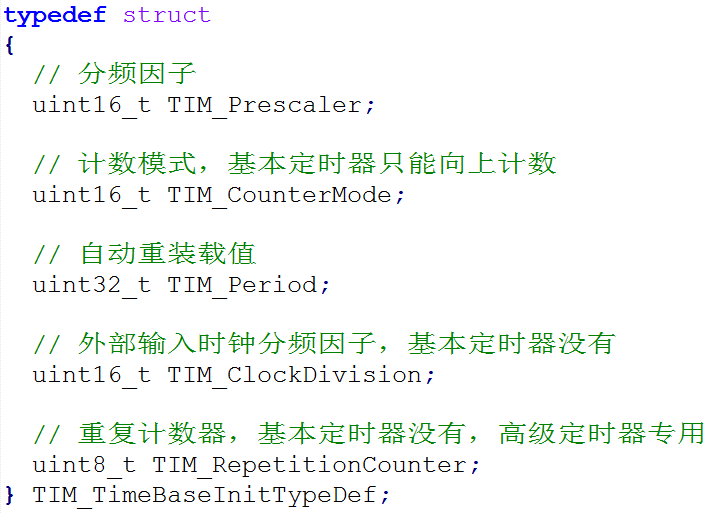 typedef struct
{
// 分频因子
uint16_t TIM_Prescaler;
// 计数模式，基本定时器只能向上计数
uint16_t TIM_CounterMode;
// 自动重装载值
uint32_t TIM_Period;
// 外部输入时钟分频因子，基本定时器没有
uint16_t TIM_ClockDivision;
// 重复计数器，基本定时器没有，高级定时器专用
uint8_t TIM_RepetitionCounter;
} TIM_TimeBaseInitTypeDef;